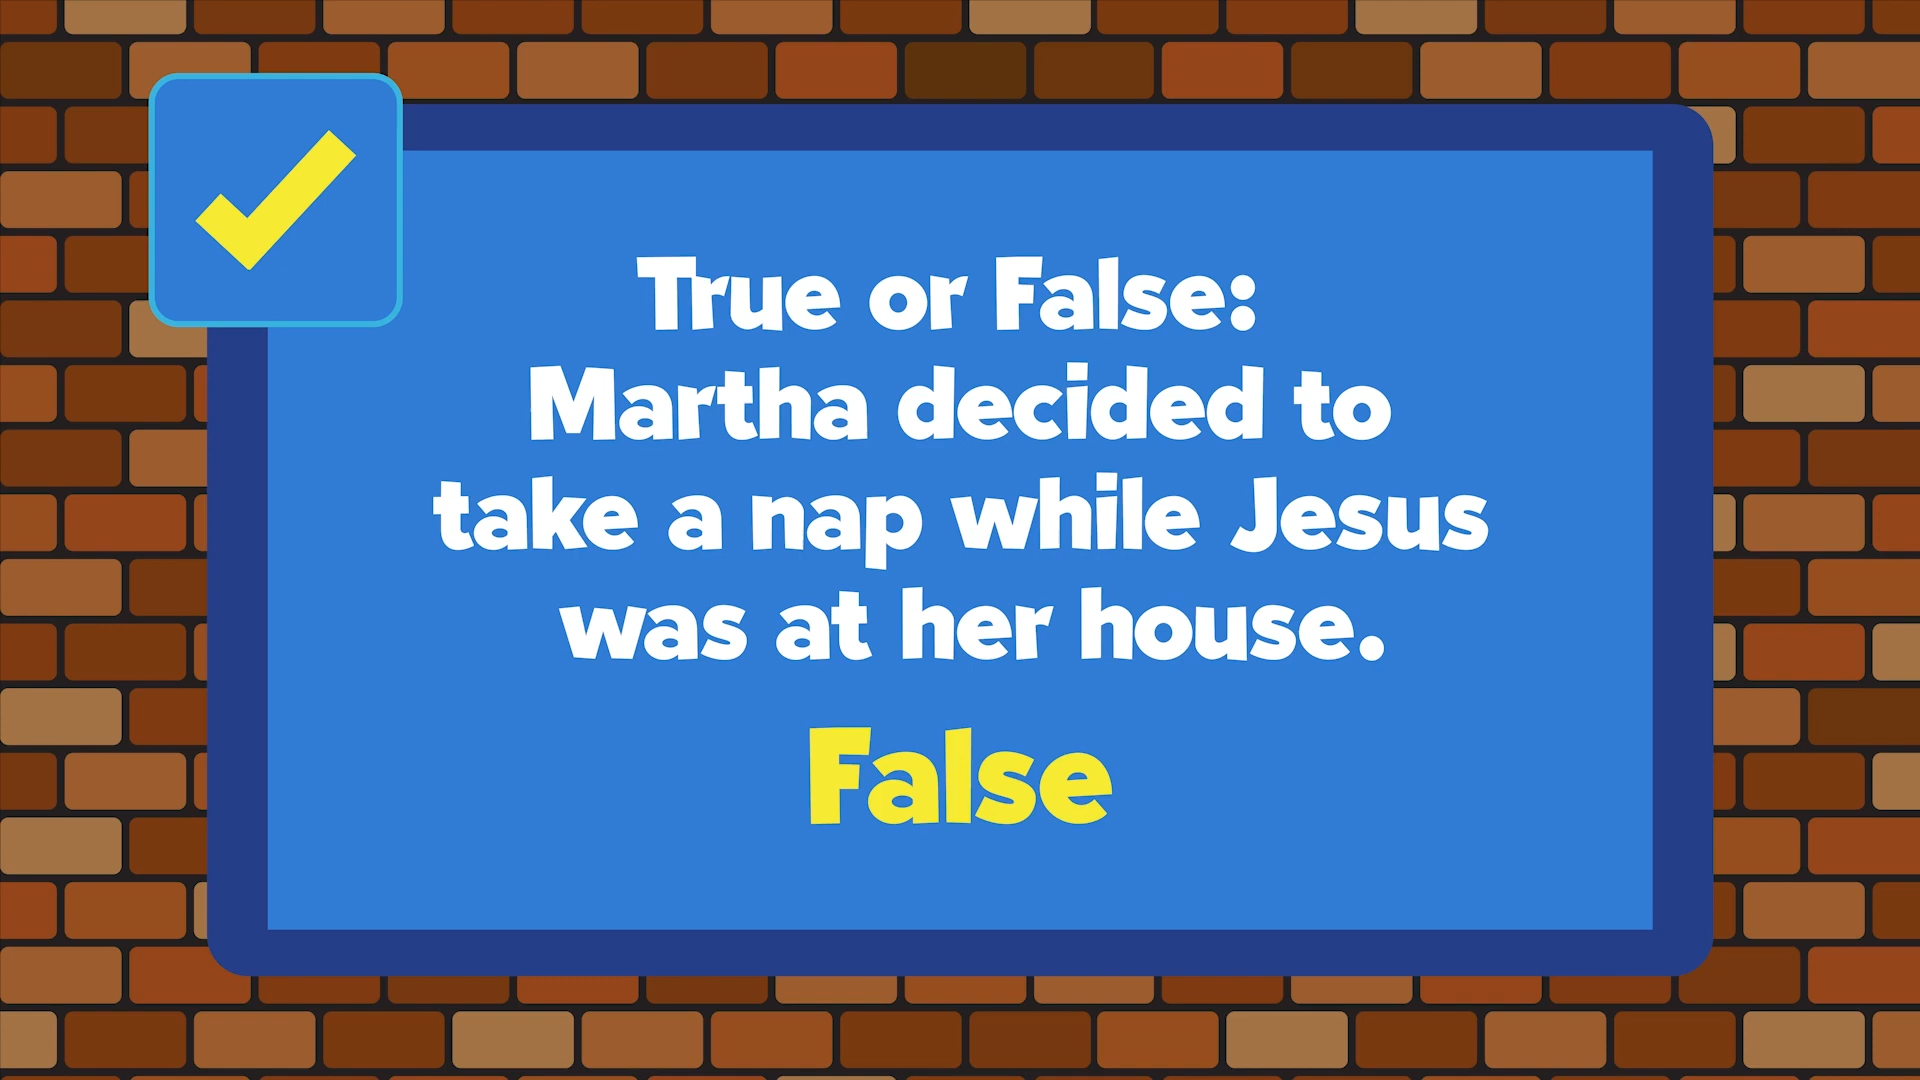 True or False:
Martha decided to
take a nap while Jesus
was at her house.
False